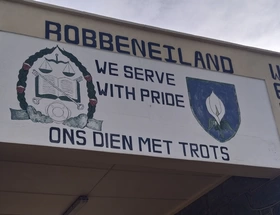 ROBBENEILAND
WE SERVE
WITH PRIDE
ONS DIEN MET TROTS